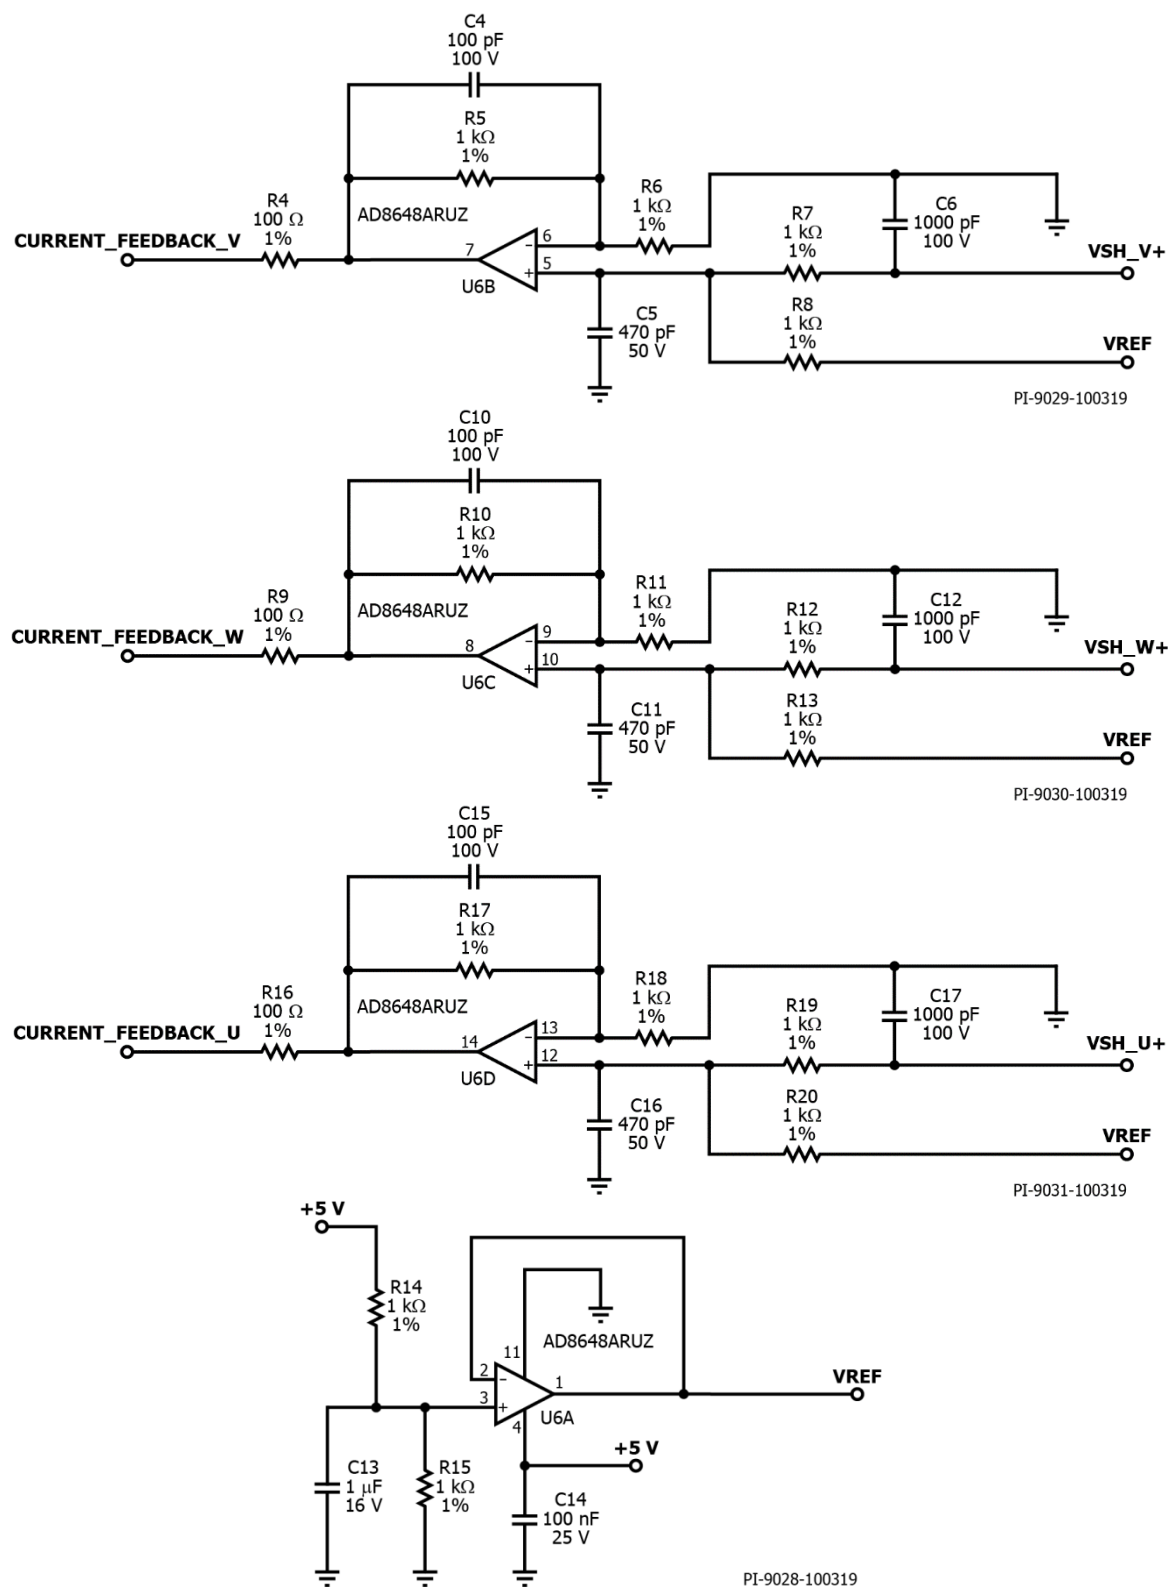 C4
100 pF
100 V
R5
1 kΩ
1%
R4
100 Ω
1%
AD8648ARUZ
R6
1 kΩ
1%
R7
1 kΩ
1%
C6
1000 pF
100 V
CURRENT_FEEDBACK_V
7
6
5
-
+
U6B
VSH_V+
C5
470 pF
50 V
R8
1 kΩ
1%
VREF
PI-9029-100319
C10
100 pF
100 V
R10
1 kΩ
1%
R9
100 Ω
1%
AD8648ARUZ
R11
1 kΩ
1%
R12
1 kΩ
1%
C12
1000 pF
100 V
CURRENT_FEEDBACK_W
8
9
10
-
+
U6C
VSH_W+
C11
470 pF
50 V
R13
1 kΩ
1%
VREF
PI-9030-100319
C15
100 pF
100 V
R17
1 kΩ
1%
R16
100 Ω
1%
AD8648ARUZ
R18
1 kΩ
1%
R19
1 kΩ
1%
C17
1000 pF
100 V
CURRENT_FEEDBACK_U
14
13
12
-
+
U6D
VSH_U+
C16
470 pF
50 V
R20
1 kΩ
1%
VREF
PI-9031-100319
+5 V
R14
1 kΩ
1%
AD8648ARUZ
11
2
3
-
+
1
4
U6A
VREF
+5 V
C13
1 μF
16 V
R15
1 kΩ
1%
C14
100 nF
25 V
PI-9028-100319